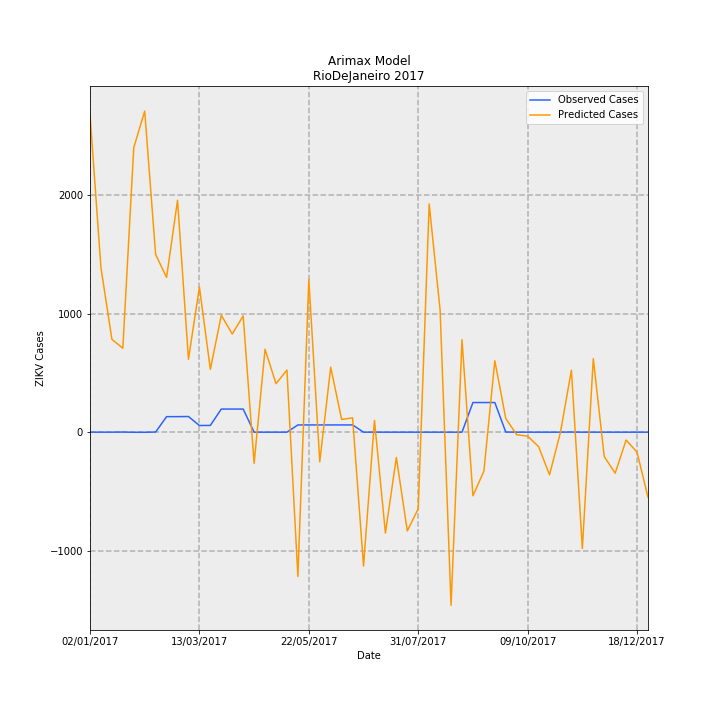 Arimax Model
RioDeJaneiro 2017
Observed Cases
Predicted Cases
2000
1000
0
−1000
ZIKV Cases
02/01/2017 13/03/2017 22/05/2017 31/07/2017 09/10/2017 18/12/2017
Date